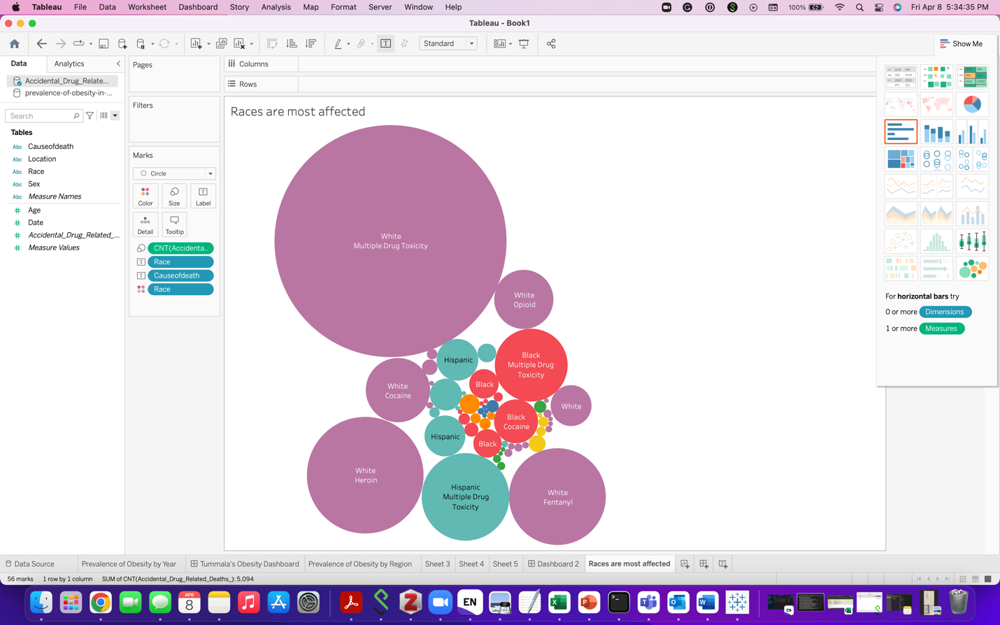 Tableau File Data Worksheet Dashboard Story Analysis Map Format Server Window Help 100% Fri Apr 8 5:34:35 PM
Tableau - Book1
Standard
Show Me
Data Analytics
Pages
Columns
Rows
Accidental_Drug_Relate...
prevalence-of-obesity-in-...
Filters
Races are most affected
Search
Tables
Abc Causeofdeath
Abc Location
Abc Race
Abc Sex
Abc Measure Names
Age
Date
Accidental_Drug_Related_...
Measure Values
Marks
Circle
Color Size Label
Detail Tooltip
CNT(Accidenta..
Race
Causeofdeath
Race
White
Multiple Drug Toxicity
White
Opioid
Black
Multiple Drug
Toxicity
Hispanic
Black
White
Cocaine
White
Black
Cocaine
Hispanic
Black
White
Heroin
Hispanic
Multiple Drug
Toxicity
White
Fentanyl
For horizontal bars try
0 or more Dimensions
1 or more Measures
Data Source Prevalence of Obesity by Year Tummala's Obesity Dashboard Prevalence of Obesity by Region Sheet 3 Sheet 4 Sheet 5 Dashboard 2 Races are most affected
56 marks 1 row by 1 column SUM of CNT(Accidental_Drug_Related_Deaths_): 5,094
APR
8
EN